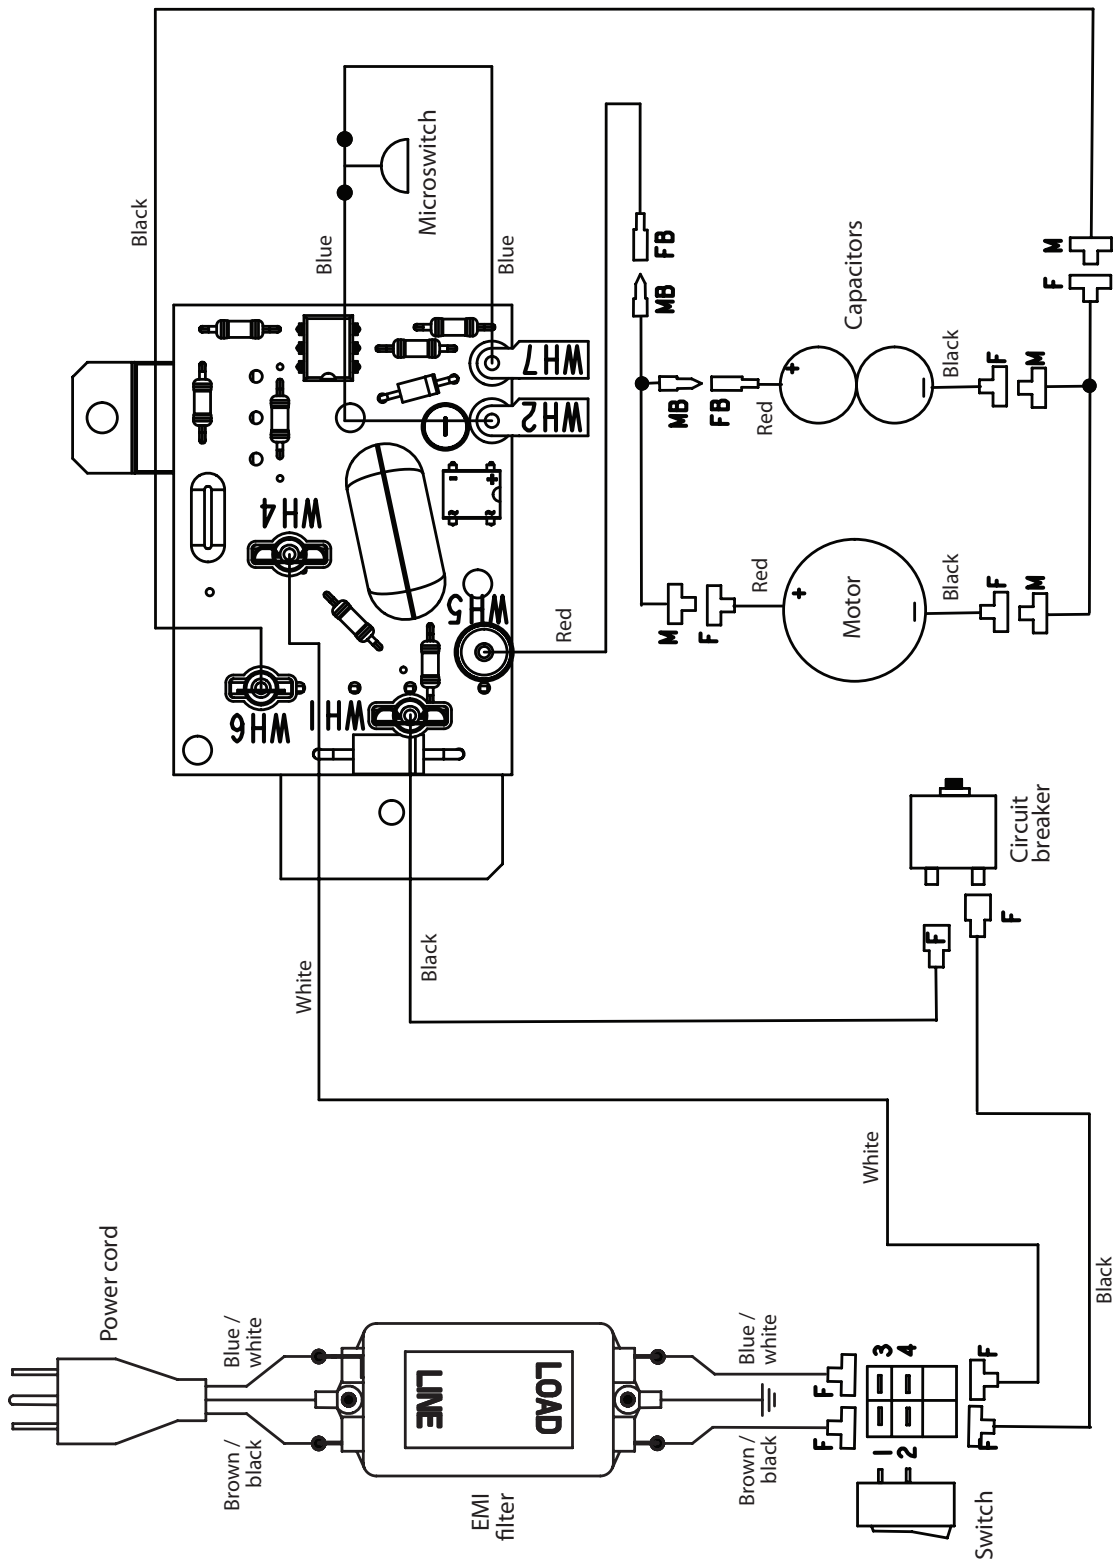 Power cord
Brown /
black
Blue /
white
EMI
filter
LINE
LOAD
Brown /
black
Blue /
white
F
F
1
2
3
4
F
F
Switch
White
Black
White
Black
F
F
Circuit
breaker
WH6
WH1
WH4
WH5
WH2
WH7
-
+
~
~
Black
Blue
Blue
Microswitch
Red
FB
MB
M
F
Red
+
Motor
−
Black
F
M
MB
FB
Red
+
−
Capacitors
Black
F
M
F
M